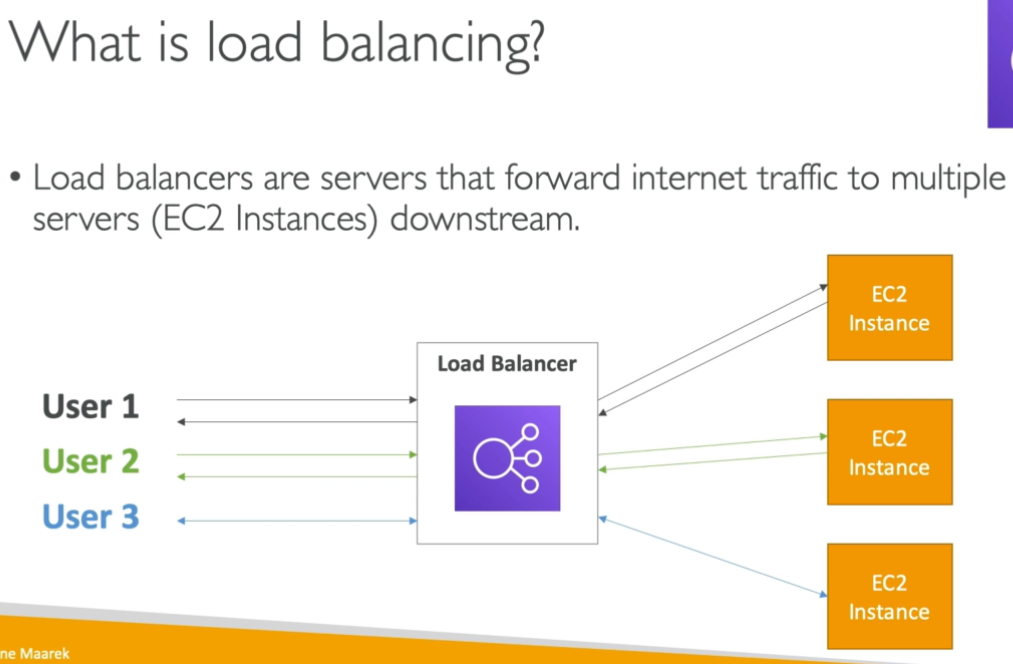 What is load balancing?
• Load balancers are servers that forward internet traffic to multiple
servers (EC2 Instances) downstream.
Load Balancer
User 1
User 2
User 3
EC2
Instance
EC2
Instance
EC2
Instance
ne Maarek